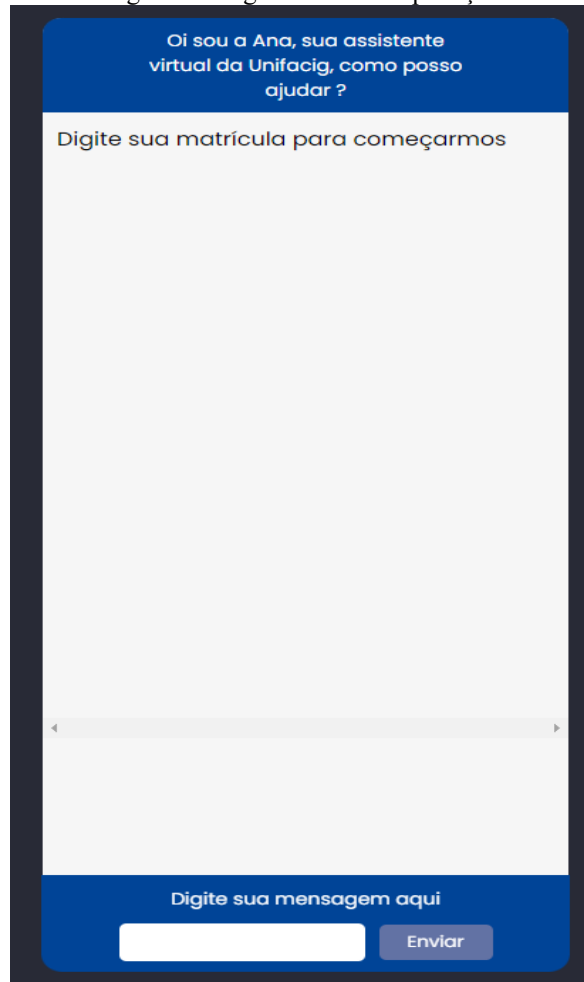 Oi sou a Ana, sua assistente
virtual da Unifacig, como posso
ajudar ?
Digite sua matrícula para começarmos
Digite sua mensagem aqui
Enviar